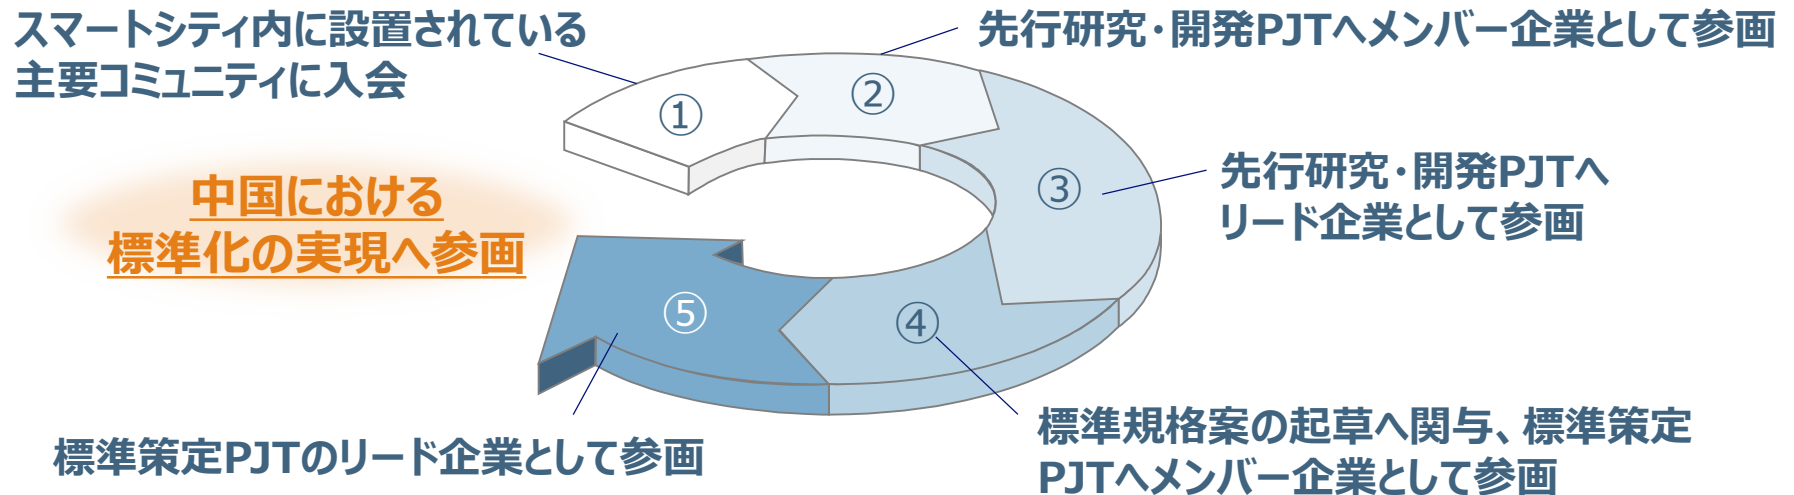 スマートシティ内に設置されている
主要コミュニティに入会
①
②
先行研究・開発PJTへメンバー企業として参画
③
先行研究・開発PJTへ
リード企業として参画
④
標準規格案の起草へ関与、標準策定
PJTへメンバー企業として参画
⑤
標準策定PJTのリード企業として参画
中国における
標準化の実現へ参画